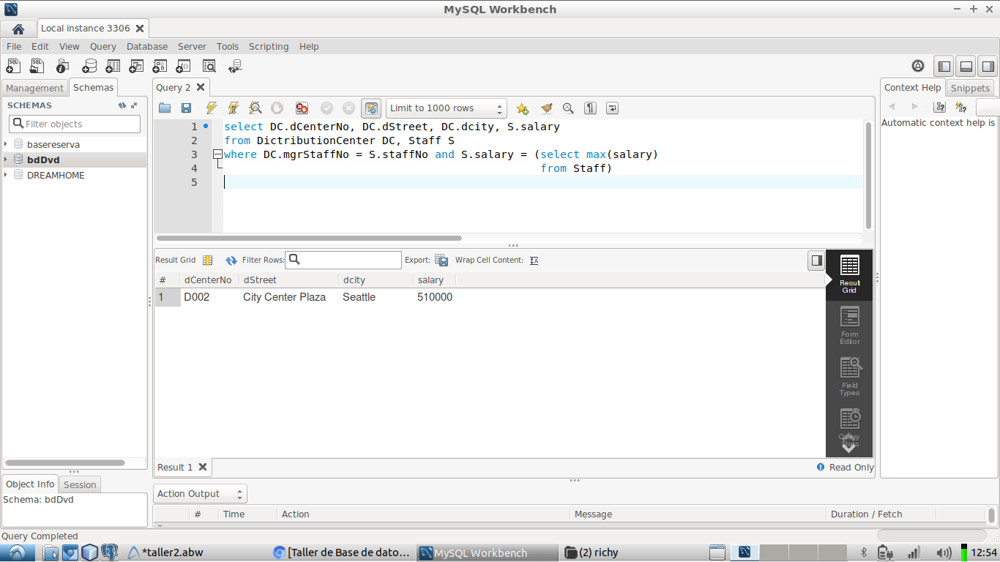 MySQL Workbench
Local instance 3306
File Edit View Query Database Server Tools Scripting Help
Management Schemas
SCHEMAS
Filter objects
basereserva
bdDvd
DREAMHOME
Query 2
Limit to 1000 rows
1 select DC.dCenterNo, DC.dStreet, DC.dcity, S.salary
2 from DictributionCenter DC, Staff S
3 where DC.mgrStaffNo = S.staffNo and S.salary = (select max(salary)
4 from Staff)
5
Result Grid Filter Rows: Export: Wrap Cell Content:
# dCenterNo dStreet dcity salary
1 D002 City Center Plaza Seattle 510000
Result
Grid
Form
Editor
Field
Types
Query
Stats
Result 1
Read Only
Context Help Snippets
Automatic context help is
Object Info Session
Schema: bdDvd
Action Output
# Time Action Message Duration / Fetch
Query Completed
*taller2.abw
[Taller de Base de dato...
MySQL Workbench
(2) richy
12:54